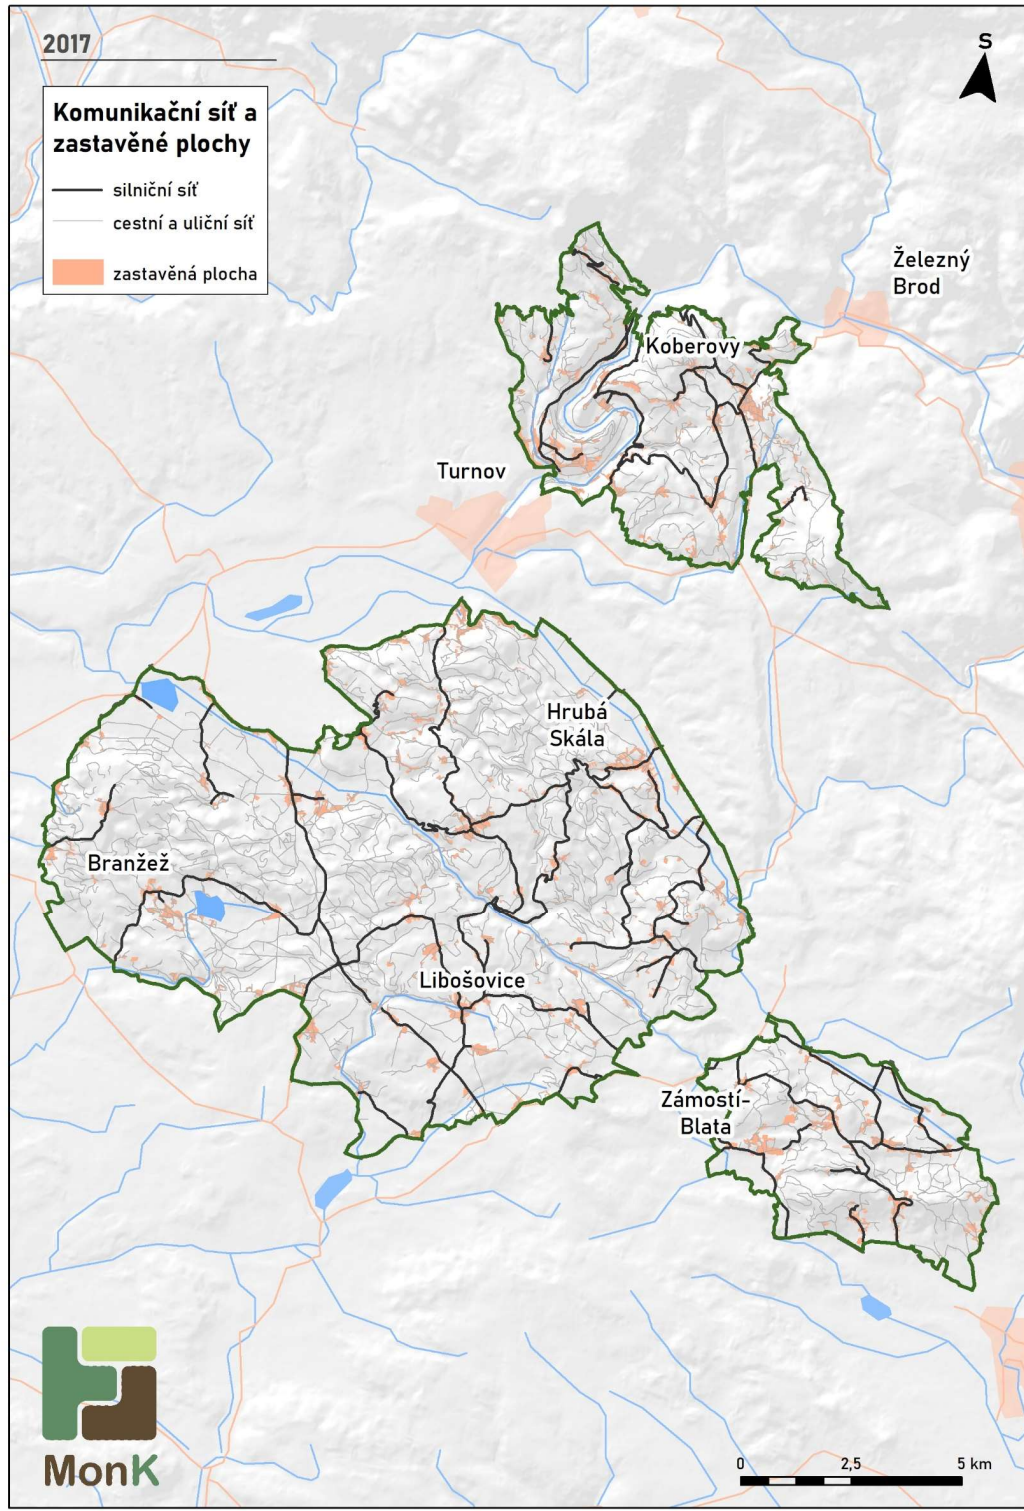 2017
S
Komunikační síť a
zastavěné plochy
silniční síť
cestní a uliční síť
zastavěná plocha
Železný
Brod
Koberovy
Turnov
Hrubá
Skála
Branžež
Libošovice
Zámostí-
Blata
MonK
0 2,5 5 km